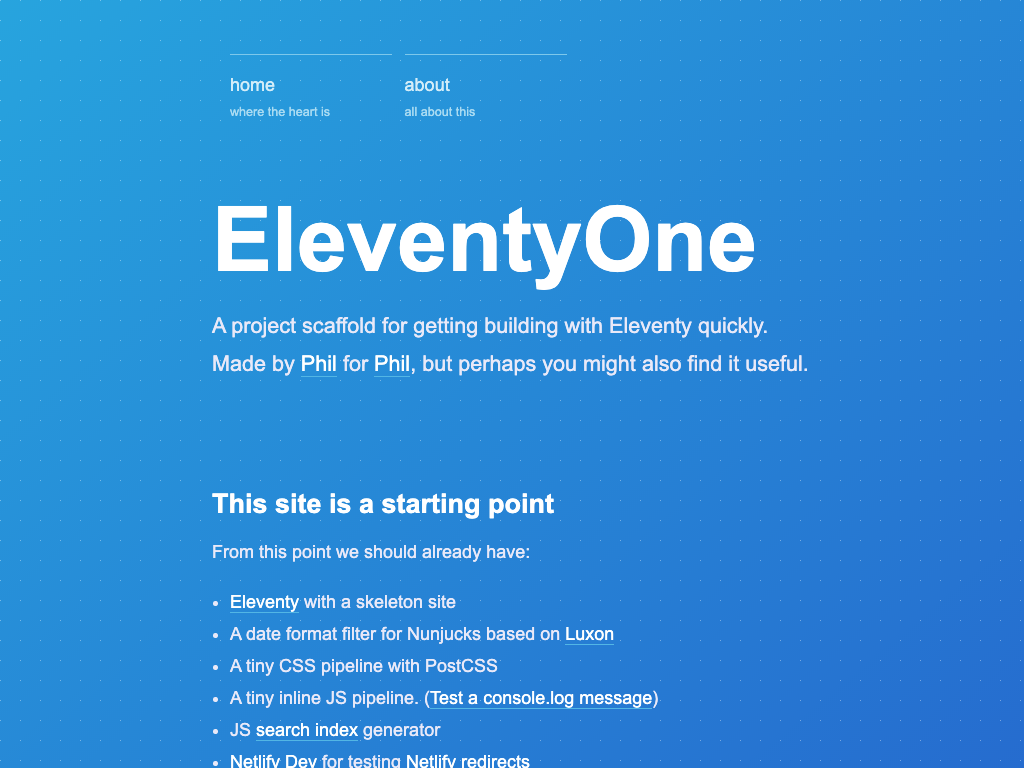 home
about
where the heart is
all about this
EleventyOne
A project scaffold for getting building with Eleventy quickly.
Made by Phil for Phil, but perhaps you might also find it useful.
This site is a starting point
From this point we should already have:
• Eleventy with a skeleton site
• A date format filter for Nunjucks based on Luxon
• A tiny CSS pipeline with PostCSS
• A tiny inline JS pipeline. (Test a console.log message)
• JS search index generator
• Netlify Dev for testing Netlify redirects